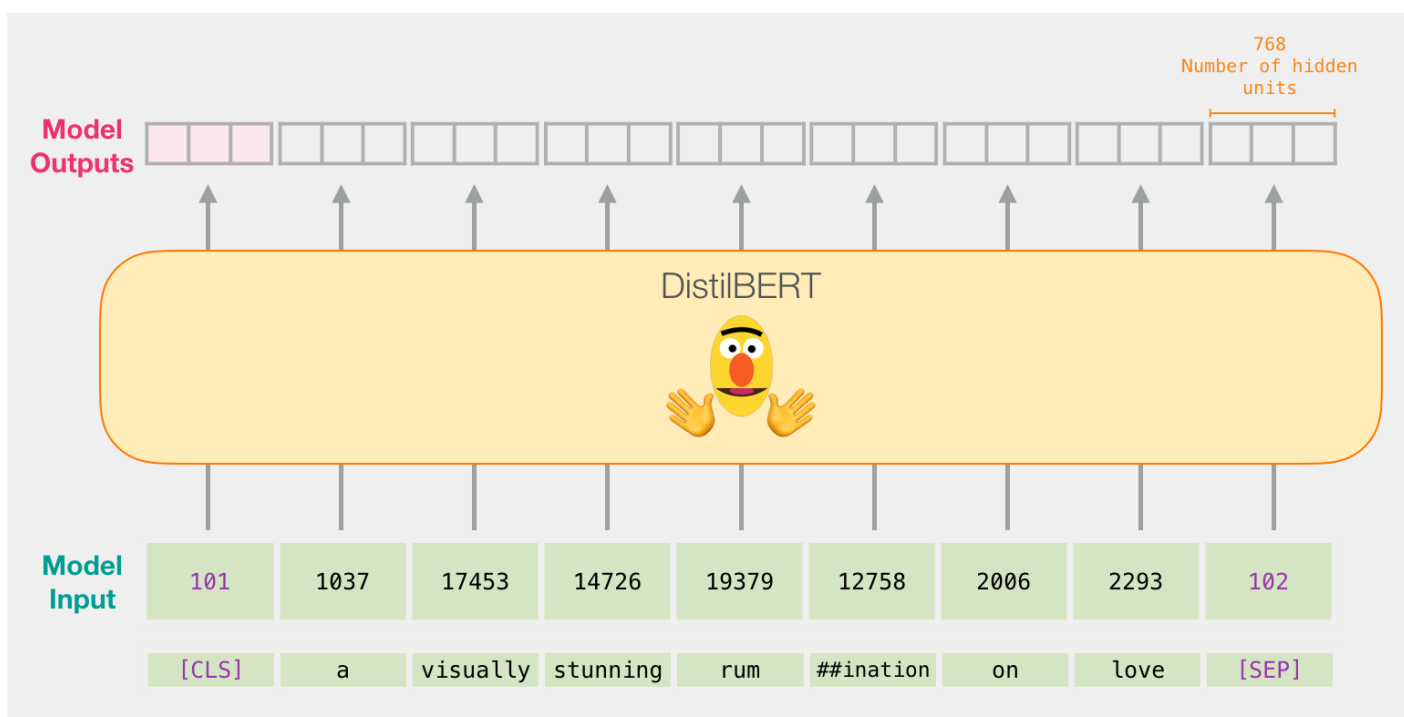 768
Number of hidden
units
Model
Outputs
DistilBERT
Model
Input
101 1037 17453 14726 19379 12758 2006 2293 102
[CLS] a visually stunning rum ##ination on love [SEP]